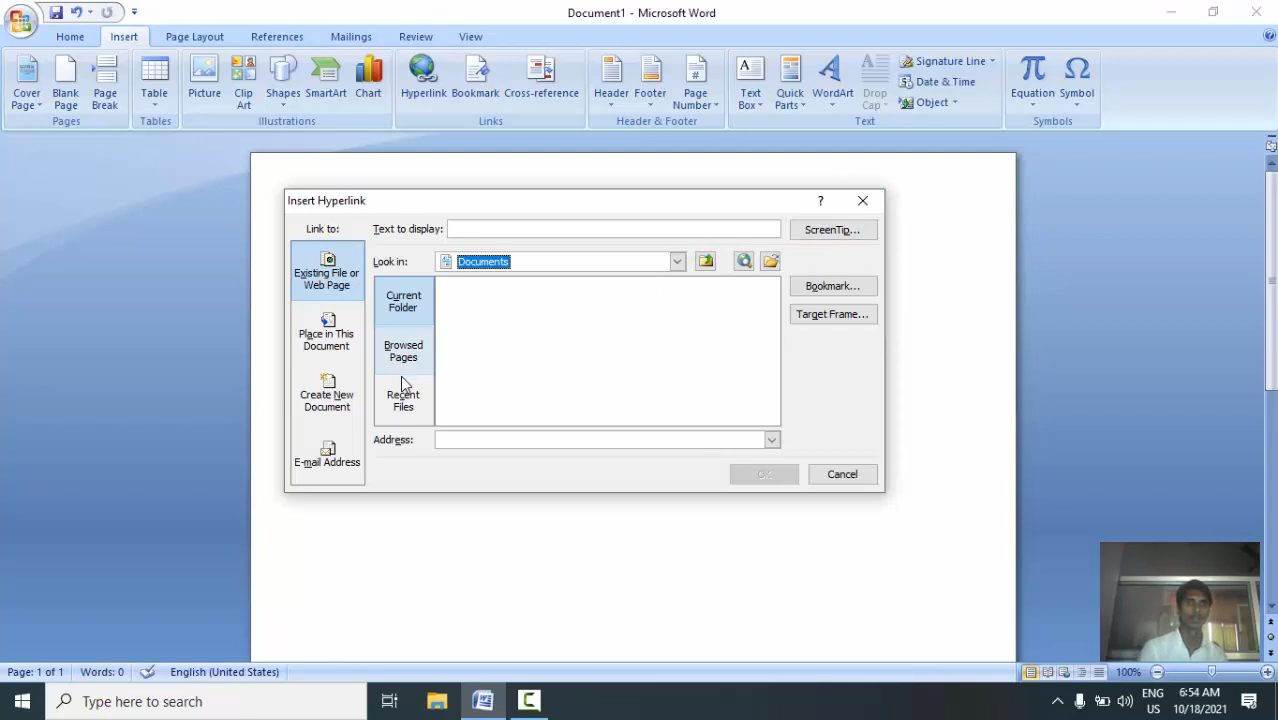 Document1 - Microsoft Word
Home Insert Page Layout References Mailings Review View
Cover Page
Blank Page
Page Break
Table
Picture
Clip Art
Shapes
SmartArt
Chart
Hyperlink
Bookmark
Cross-reference
Header
Footer
Page Number
Text Box
Quick Parts
WordArt
Drop Cap
Signature Line
Date & Time
Object
Equation
Symbol
Pages Tables Illustrations Links Header & Footer Text Symbols
Insert Hyperlink ?
Link to:
Text to display:
ScreenTip...
Existing File or
Web Page
Look in: Documents
Current
Folder
Bookmark...
Target Frame...
Place in This
Document
Browsed
Pages
Create New
Document
Recent
Files
E-mail Address
Address:
OK
Cancel
Page: 1 of 1 Words: 0 English (United States) 100%
Type here to search
ENG
US
6:54 AM
10/18/2021